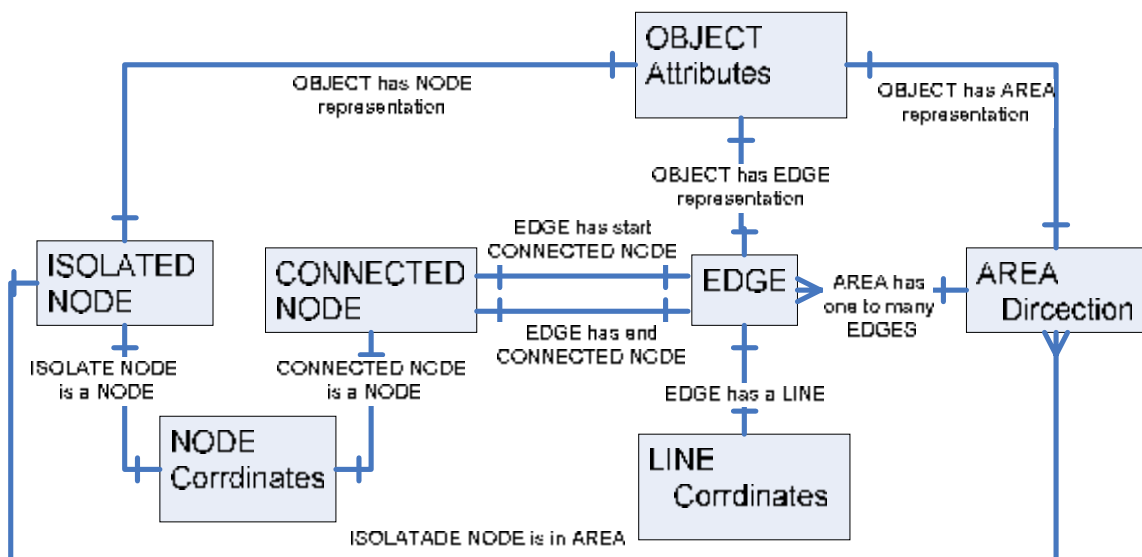 OBJECT
Attributes
OBJECT has NODE
representation
OBJECT has AREA
representation
OBJECT has EDGE
representation
EDGE has start
CONNECTED NODE
ISOLATED
NODE
CONNECTED
NODE
EDGE
AREA has
one to many
EDGES
AREA
Dircection
EDGE has end
CONNECTED NODE
ISOLATE NODE
is a NODE
CONNECTED NODE
is a NODE
EDGE has a LINE
NODE
Corrdinates
LINE
Corrdinates
ISOLATADE NODE is in AREA